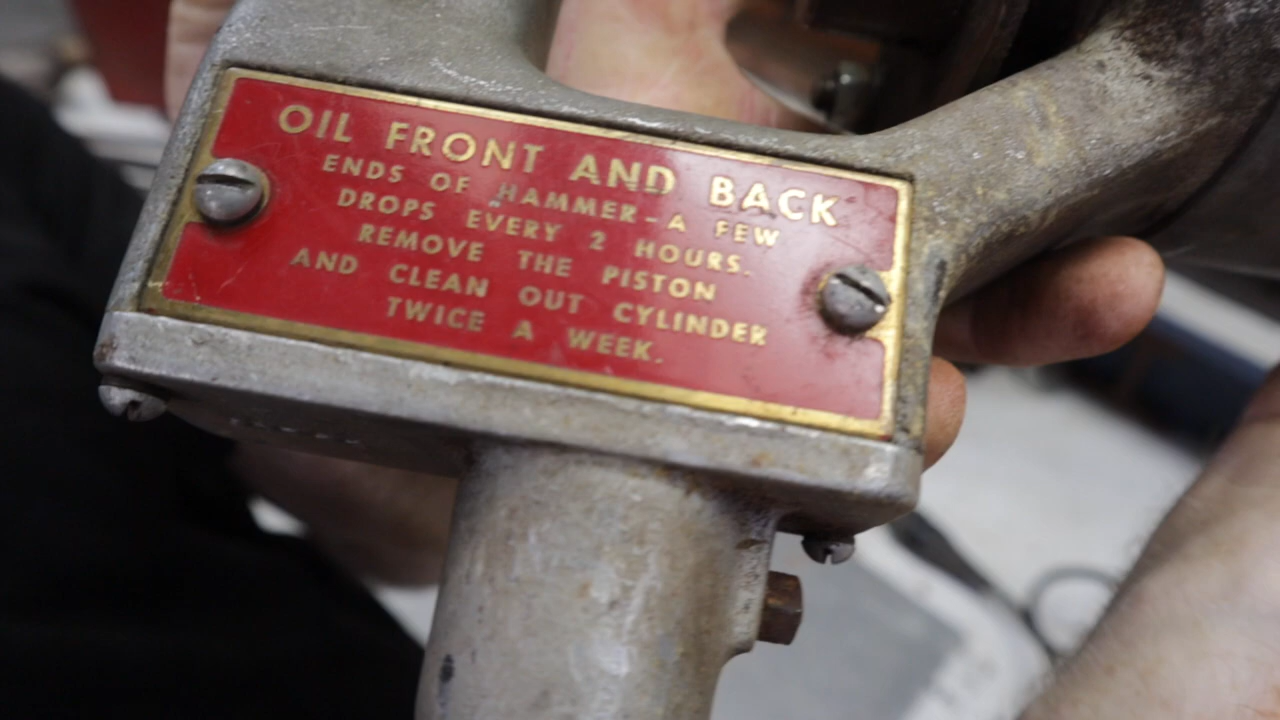 OIL FRONT AND BACK
ENDS OF HAMMER - A FEW
DROPS EVERY 2 HOURS.
REMOVE THE PISTON
AND CLEAN OUT CYLINDER
TWICE A WEEK.